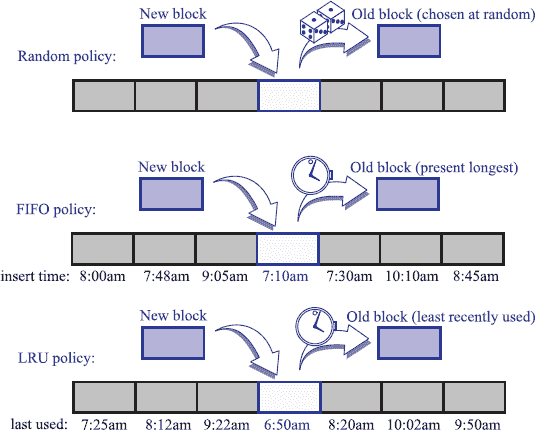 New block
Old block (chosen at random)
Random policy:
New block
Old block (present longest)
FIFO policy:
insert time: 8:00am 7:48am 9:05am 7:10am 7:30am 10:10am 8:45am
New block
Old block (least recently used)
LRU policy:
last used: 7:25am 8:12am 9:22am 6:50am 8:20am 10:02am 9:50am